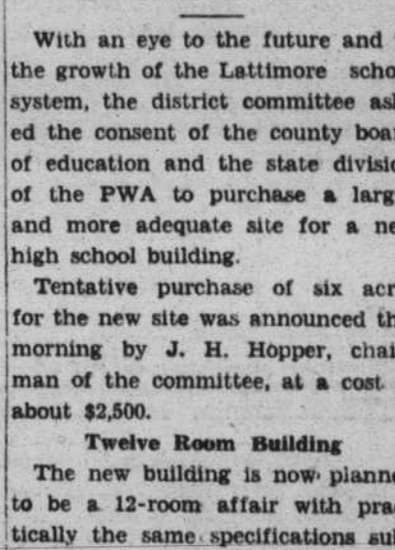 With an eye to the future and
the growth of the Lattimore scho
system, the district committee as
ed the consent of the county boa
of education and the state divisio
of the PWA to purchase a larg
and more adequate site for a ne
high school building.
Tentative purchase of six acr
for the new site was announced th
morning by J. H. Hopper, chai
man of the committee, at a cost
about $2,500.
Twelve Room Building
The new building is now planne
to be a 12-room affair with prac
tically the same specifications su